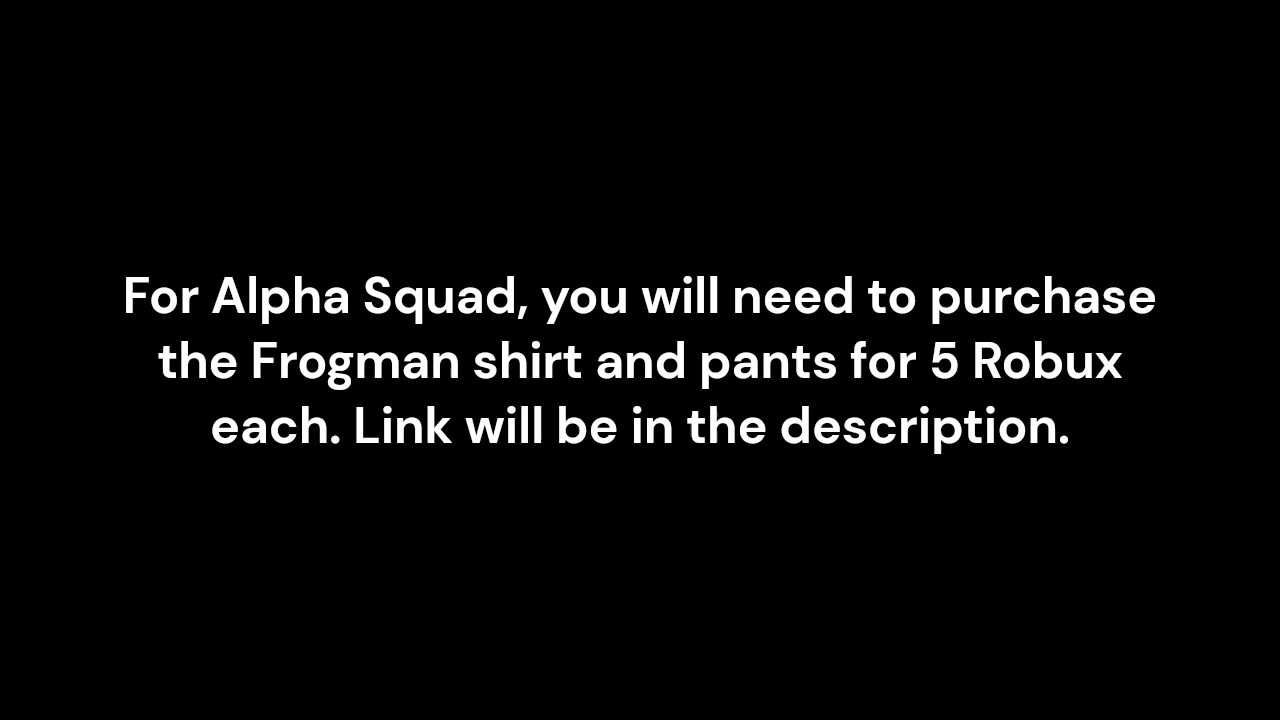 For Alpha Squad, you will need to purchase
the Frogman shirt and pants for 5 Robux
each. Link will be in the description.